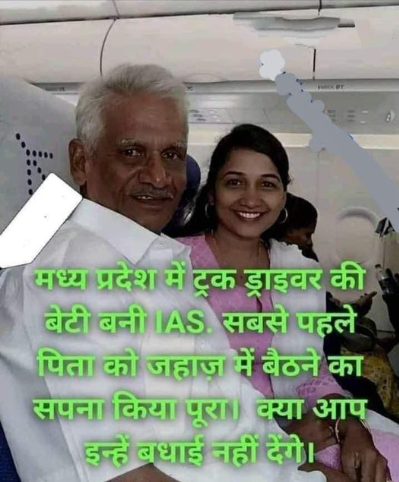 मध्य प्रदेश में ट्रक ड्राइवर की
बेटी बनी IAS. सबसे पहले
पिता को जहाज़ में बैठने का
सपना किया पूरा। क्या आप
इन्हें बधाई नहीं देंगे।